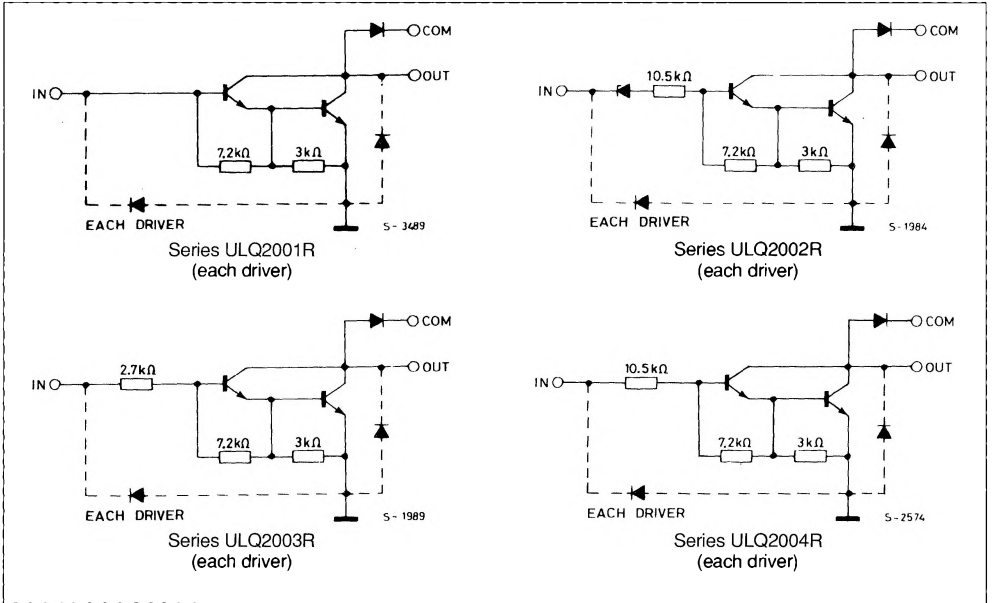 COM
IN
OUT
7.2kΩ
3kΩ
EACH DRIVER
S-3489
Series ULQ2001R
(each driver)
COM
IN
10.5kΩ
OUT
7.2kΩ
3kΩ
EACH DRIVER
S-1984
Series ULQ2002R
(each driver)
COM
2.7kΩ
IN
OUT
7.2kΩ
3kΩ
EACH DRIVER
S-1989
Series ULQ2003R
(each driver)
COM
10.5kΩ
IN
OUT
7.2kΩ
3kΩ
EACH DRIVER
S-2574
Series ULQ2004R
(each driver)